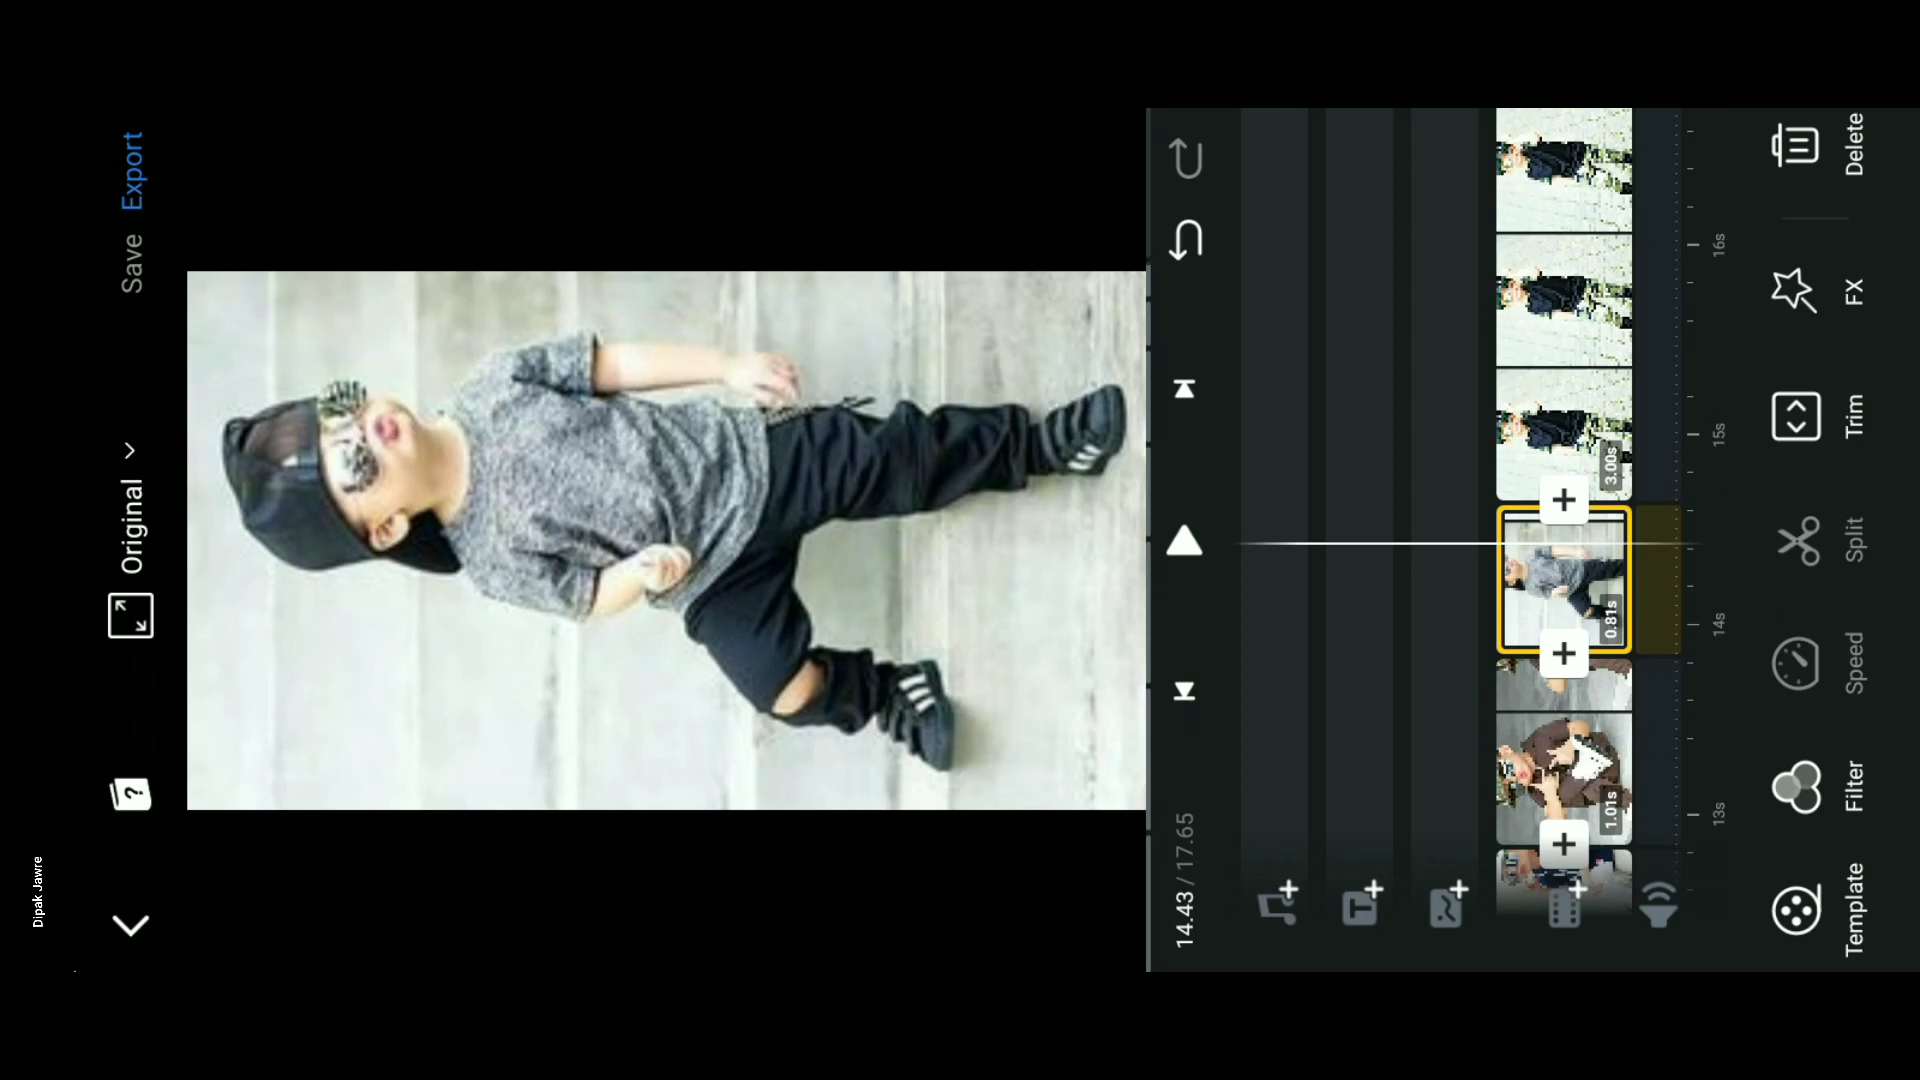 Dipak Jawre
Original
Save
Export
14.43 / 17.65
1.01s
0.81s
3.00s
13s
14s
15s
16s
Template
Filter
Speed
Split
Trim
FX
Delete